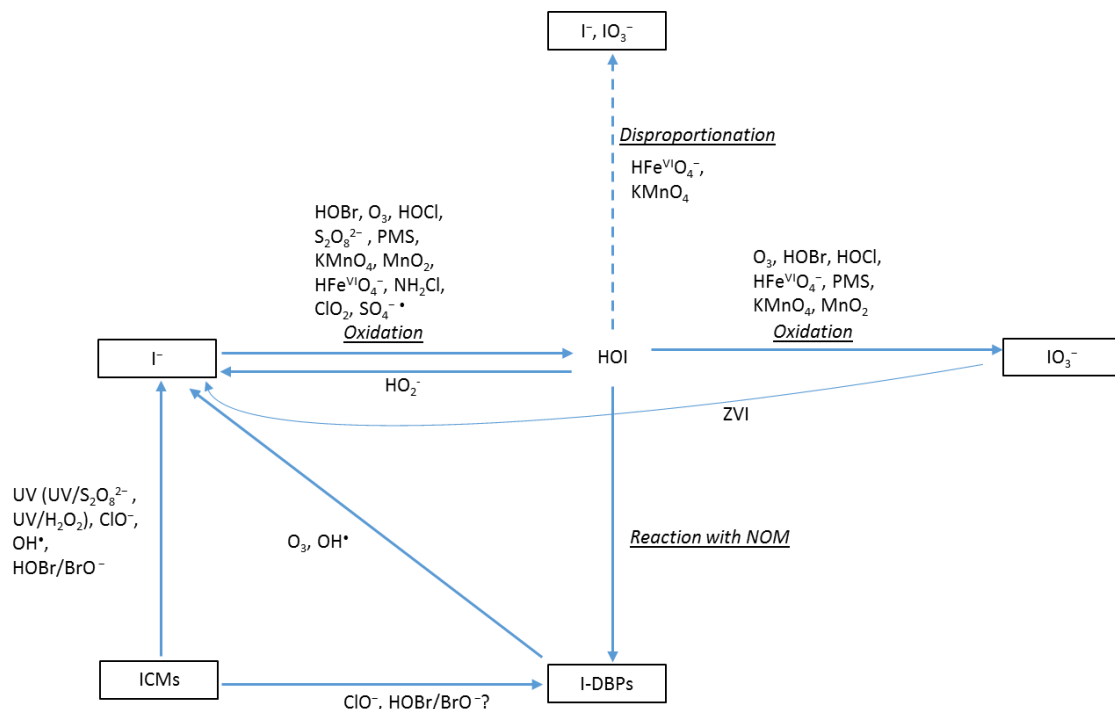 I⁻, IO₃⁻
Disproportionation
HFeⱽᴵO₄⁻,
KMnO₄
HOBr, O₃, HOCl,
S₂O₈²⁻ , PMS,
KMnO₄, MnO₂,
HFeⱽᴵO₄⁻, NH₂Cl,
ClO₂, SO₄⁻ •
Oxidation
O₃, HOBr, HOCl,
HFeⱽᴵO₄⁻, PMS,
KMnO₄, MnO₂
Oxidation
I⁻
HOI
IO₃⁻
HO₂⁻
ZVI
UV (UV/S₂O₈²⁻ ,
UV/H₂O₂), ClO⁻,
OH•,
HOBr/BrO⁻
O₃, OH•
Reaction with NOM
ICMs
I-DBPs
ClO⁻, HOBr/BrO⁻?